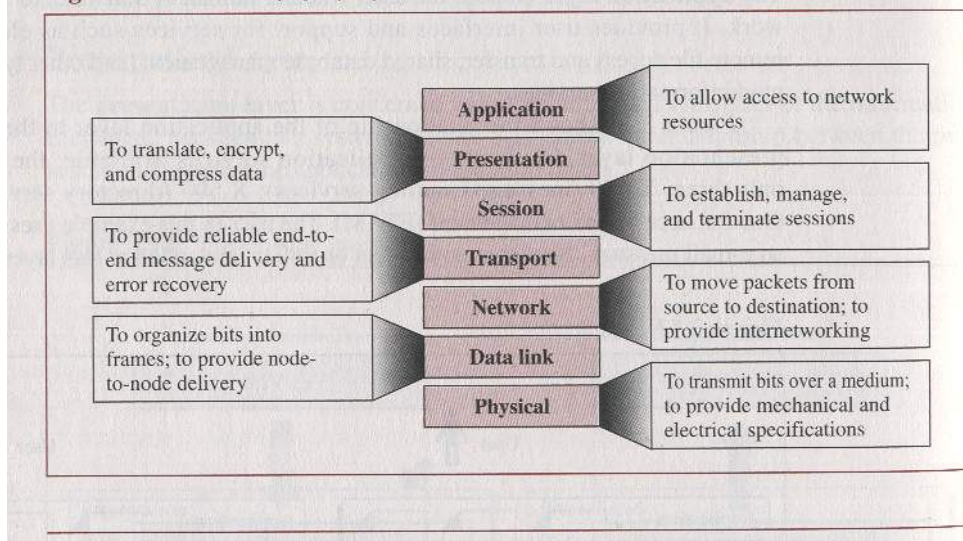 Application
To allow access to network
resources
To translate, encrypt,
and compress data
Presentation
Session
To establish, manage,
and terminate sessions
To provide reliable end-to-
end message delivery and
error recovery
Transport
Network
To move packets from
source to destination; to
provide internetworking
To organize bits into
frames; to provide node-
to-node delivery
Data link
Physical
To transmit bits over a medium;
to provide mechanical and
electrical specifications